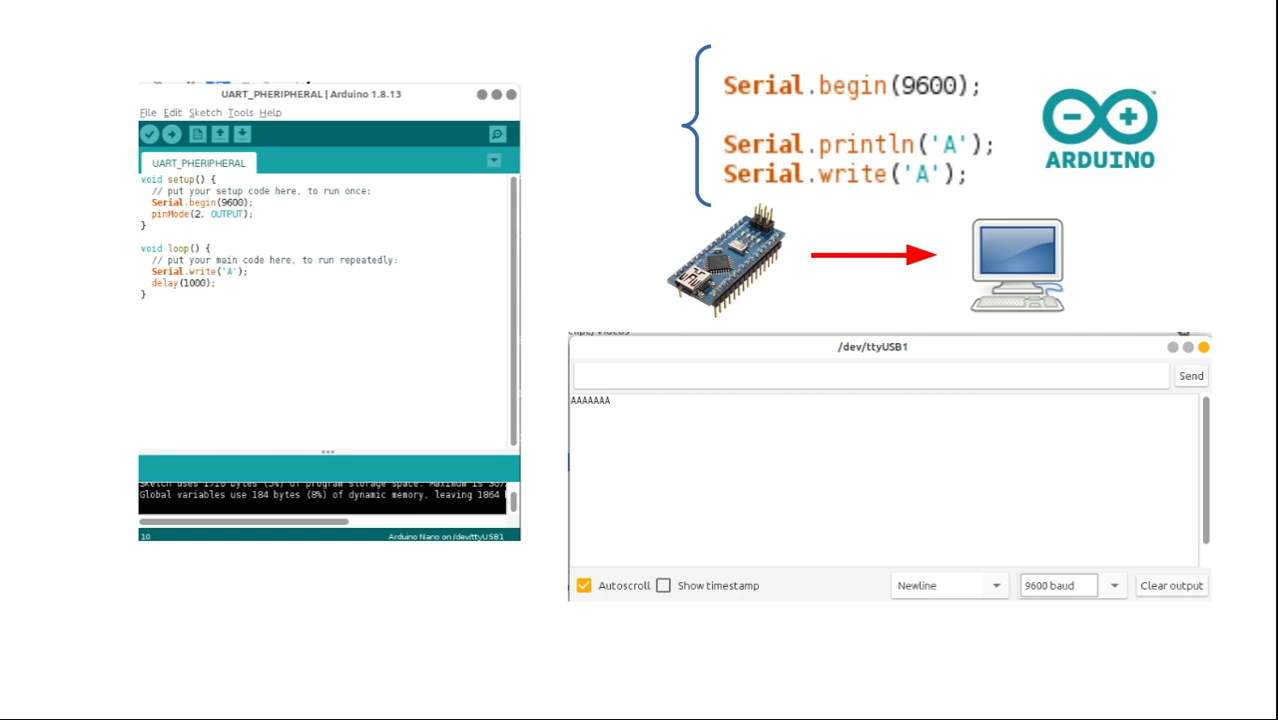 UART_PHERIPHERAL | Arduino 1.8.13
File Edit Sketch Tools Help
UART_PHERIPHERAL
void setup() {
// put your setup code here, to run once:
Serial.begin(9600);
pinMode(2, OUTPUT);
}
void loop() {
// put your main code here, to run repeatedly:
Serial.write('A');
delay(1000);
}
Global variables use 184 bytes (8%) of dynamic memory, leaving 1864
10 Arduino Nano on /dev/ttyUSB1
Serial.begin(9600);
Serial.println('A');
Serial.write('A');
ARDUINO
/dev/ttyUSB1
Send
AAAAAAA
Autoscroll Show timestamp Newline 9600 baud Clear output